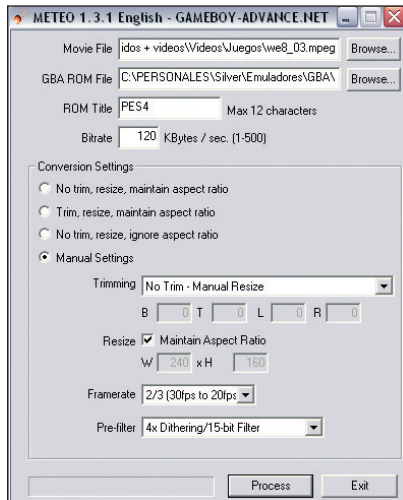 METEO 1.3.1 English - GAMEBOY-ADVANCE.NET
Movie File idos + videos\Videos\Juegos\we8_03.mpeg Browse...
GBA ROM File C:\PERSONALES\Silver\Emuladores\GBA\ Browse...
ROM Title PES4 Max 12 characters
Bitrate 120 KBytes / sec. (1-500)
Conversion Settings
No trim, resize, maintain aspect ratio
Trim, resize, maintain aspect ratio
No trim, resize, ignore aspect ratio
Manual Settings
Trimming No Trim - Manual Resize
B 0 T 0 L 0 R 0
Resize Maintain Aspect Ratio
W 240 x H 160
Framerate 2/3 (30fps to 20fps
Pre-filter 4x Dithering/15-bit Filter
Process Exit